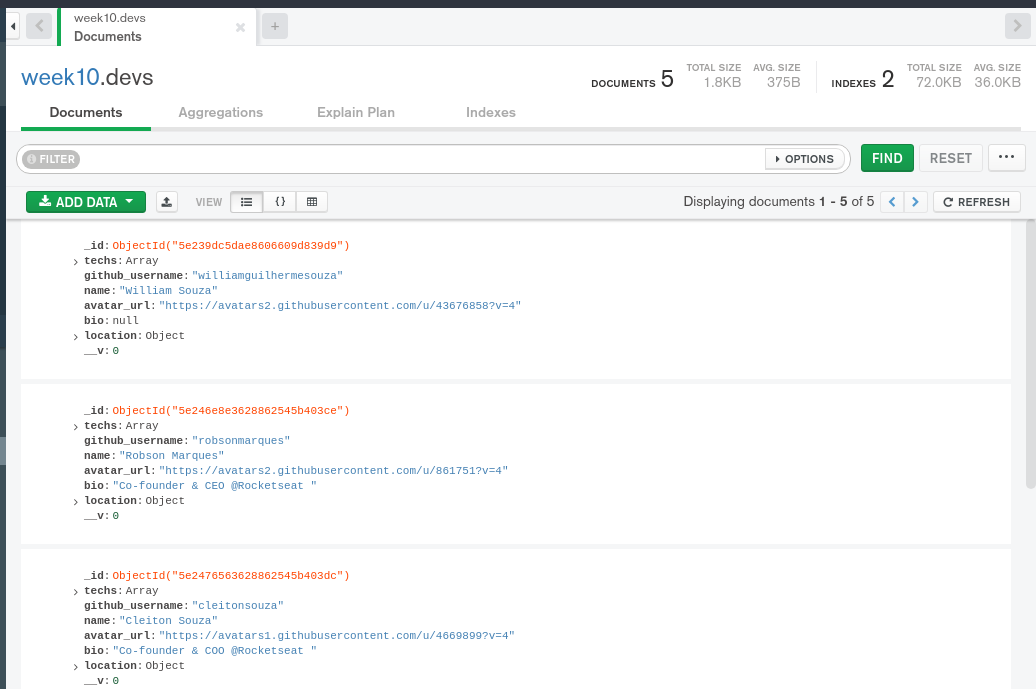 week10.devs
Documents
week10.devs
DOCUMENTS 5
TOTAL SIZE 1.8KB
AVG. SIZE 375B
INDEXES 2
TOTAL SIZE 72.0KB
AVG. SIZE 36.0KB
Documents
Aggregations
Explain Plan
Indexes
FILTER
OPTIONS
FIND
RESET
ADD DATA
VIEW
{}
Displaying documents 1 - 5 of 5
REFRESH
_id: ObjectId("5e239dc5dae8606609d839d9")
techs: Array
github_username: "williamguilhermesouza"
name: "William Souza"
avatar_url: "https://avatars2.githubusercontent.com/u/43676858?v=4"
bio: null
location: Object
__v: 0
_id: ObjectId("5e246e8e3628862545b403ce")
techs: Array
github_username: "robsonmarques"
name: "Robson Marques"
avatar_url: "https://avatars2.githubusercontent.com/u/861751?v=4"
bio: "Co-founder & CEO @Rocketseat "
location: Object
__v: 0
_id: ObjectId("5e2476563628862545b403dc")
techs: Array
github_username: "cleitonsouza"
name: "Cleiton Souza"
avatar_url: "https://avatars1.githubusercontent.com/u/4669899?v=4"
bio: "Co-founder & COO @Rocketseat "
location: Object
__v: 0